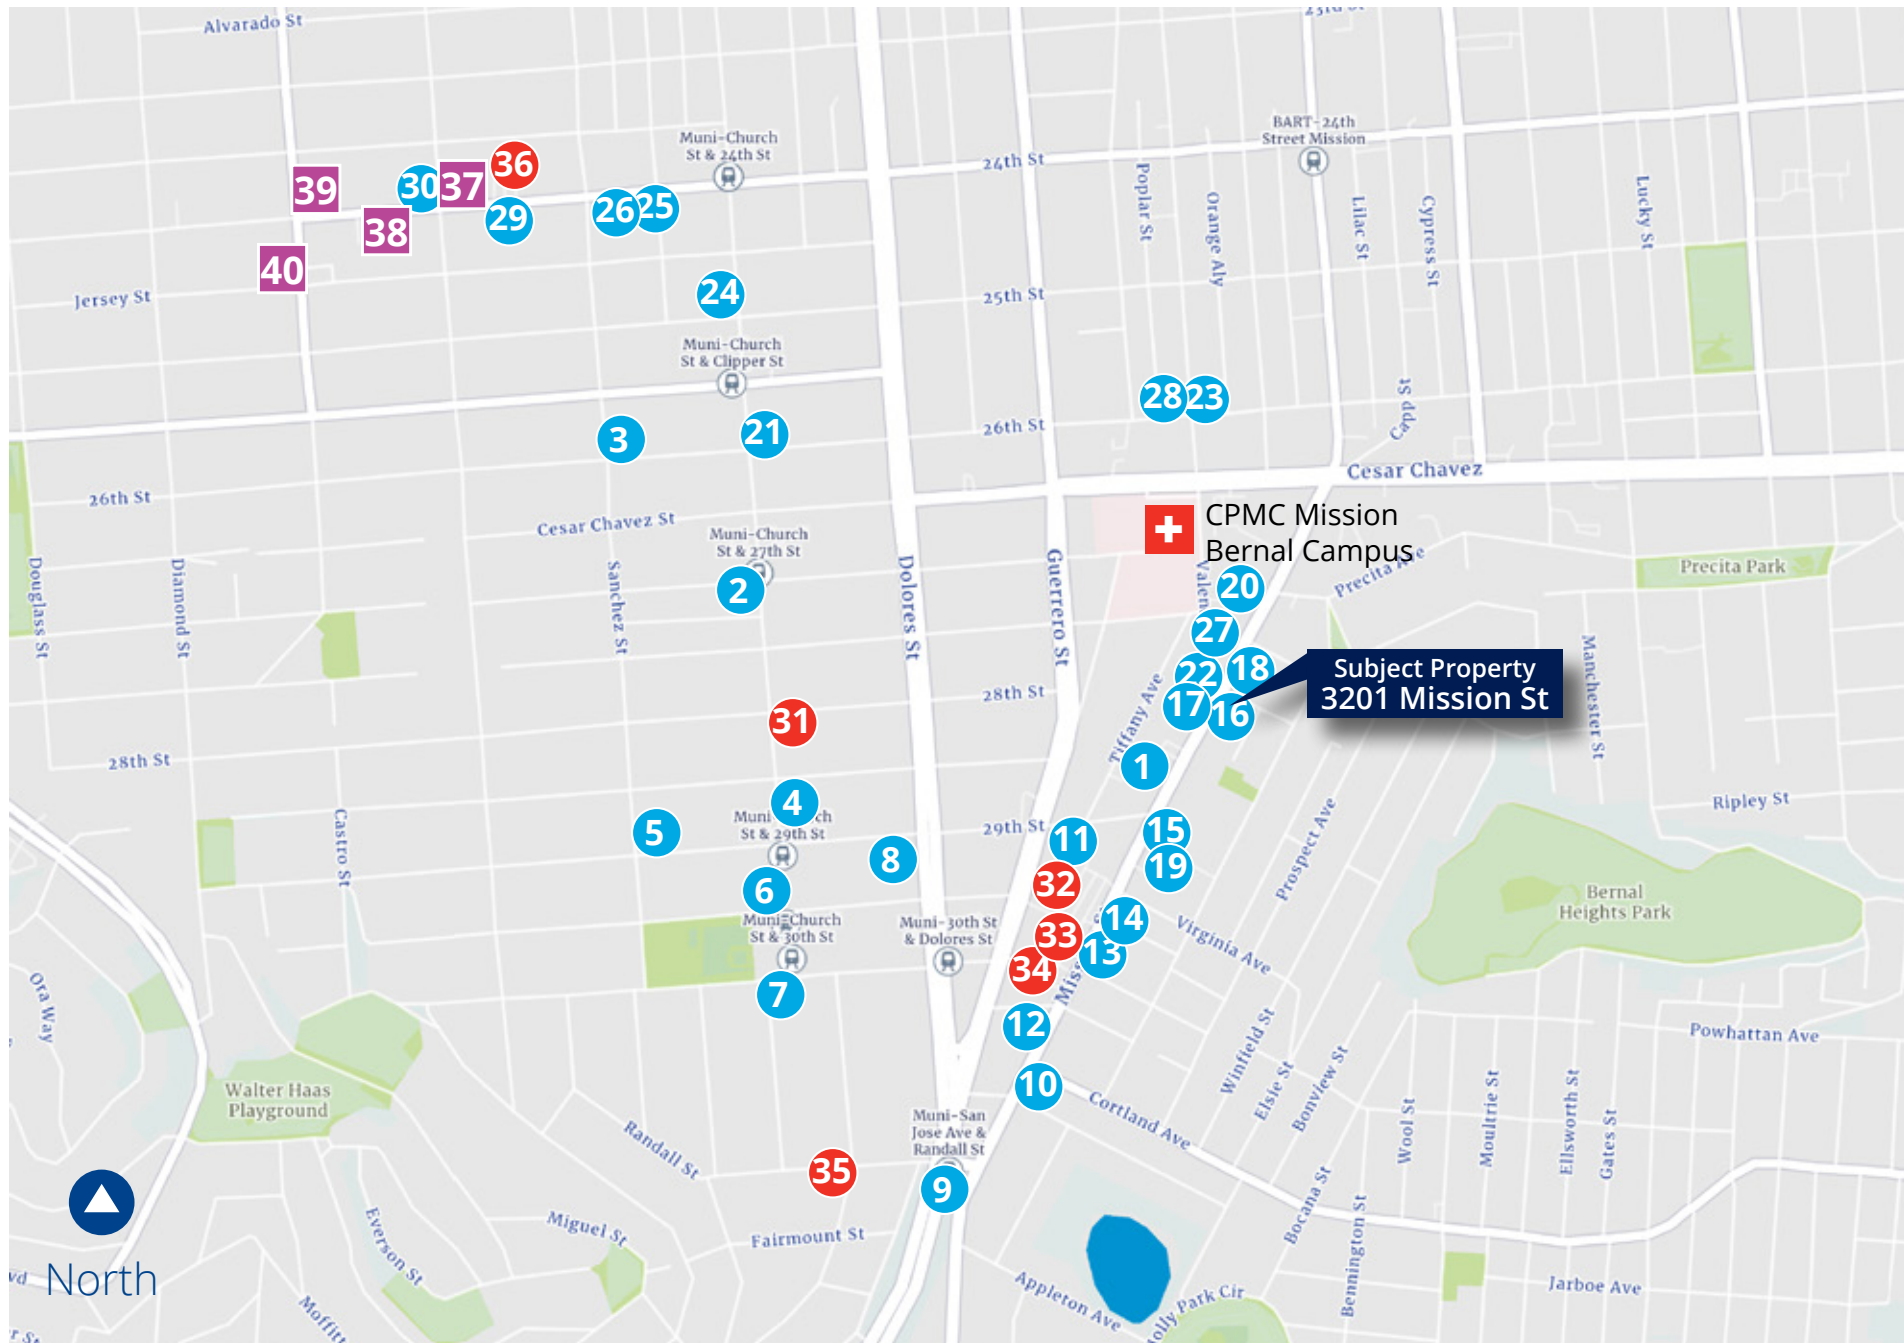 Alvarado St
23rd St
Muni-Church
St & 24th St
BART-24th
Street Mission
24th St
36
39
30
37
38
29
26
25
40
Jersey St
24
25th St
Poplar St
Orange Aly
Lilac St
Cypress St
Lucky St
Muni-Church
St & Clipper St
28
23
Capp St
3
21
26th St
Cesar Chavez
26th St
Cesar Chavez St
CPMC Mission
Bernal Campus
Muni-Church
St & 27th St
Precita Ave
Precita Park
Douglass St
Diamond St
Sanchez St
2
Dolores St
Guerrero St
20
27
22
18
17
16
Subject Property
3201 Mission St
Manchester St
28th St
Tiffany Ave
31
28th St
1
4
St & 29th St
5
29th St
8
11
15
19
Ripley St
Castro St
Prospect Ave
6
32
Muni-Church
St & 30th St
Muni-30th St
& Dolores St
33
14
13
34
Virginia Ave
Bernal
Heights Park
7
12
Ora Way
Winfield St
Elsie St
Bonview St
Powhattan Ave
Walter Haas
Playground
10
Cortland Ave
Wool St
Moultrie St
Ellsworth St
Gates St
Muni-San
Jose Ave &
Randall St
Randall St
35
9
Everson St
Miguel St
Fairmount St
Bocana St
Bennington St
North
Appleton Ave
Jarboe Ave